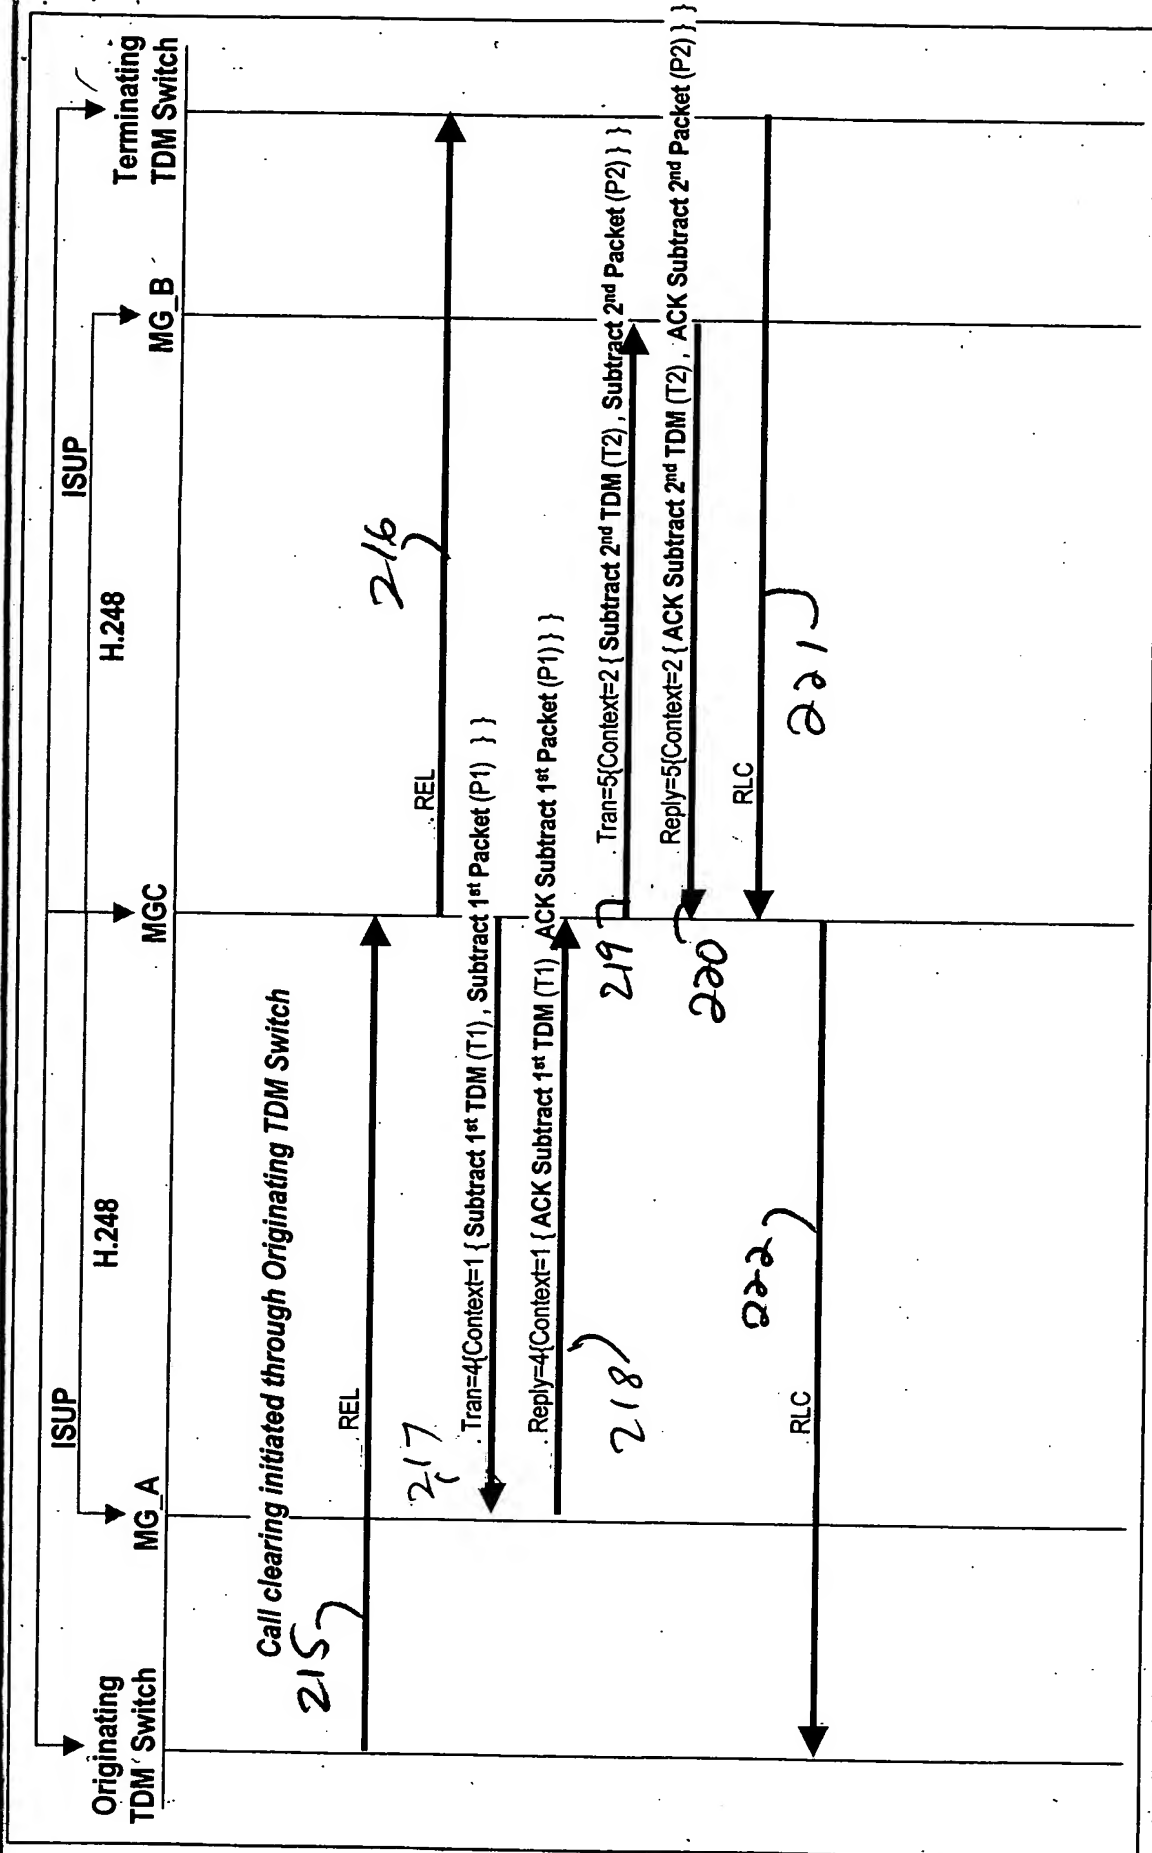 ISUP
ISUP
H.248
H.248
Originating
TDM Switch
MG_A
MGC
MG_B
Terminating
TDM Switch
Call clearing initiated through Originating TDM Switch
215
REL
216
REL
217
Tran=4{Context=1 { Subtract 1st TDM (T1), Subtract 1st Packet (P1) } }
Reply=4{Context=1 { ACK Subtract 1st TDM (T1) ACK Subtract 1st Packet (P1) } }
218
219
Tran=5{Context=2 { Subtract 2nd TDM (T2), Subtract 2nd Packet (P2) } }
Reply=5{Context=2 { ACK Subtract 2nd TDM (T2), ACK Subtract 2nd Packet (P2) } }
220
RLC
221
222
RLC